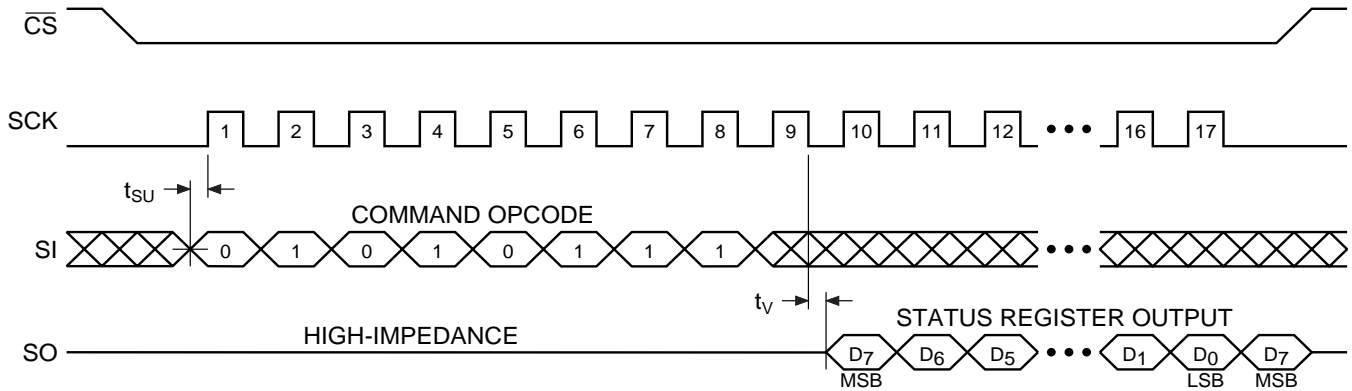 CS
SCK 1 2 3 4 5 6 7 8 9 10 11 12 ••• 16 17
tSU
COMMAND OPCODE
SI 0 1 0 1 0 1 1 1 •••
tV
HIGH-IMPEDANCE STATUS REGISTER OUTPUT
SO D7 D6 D5 ••• D1 D0 D7
MSB LSB MSB